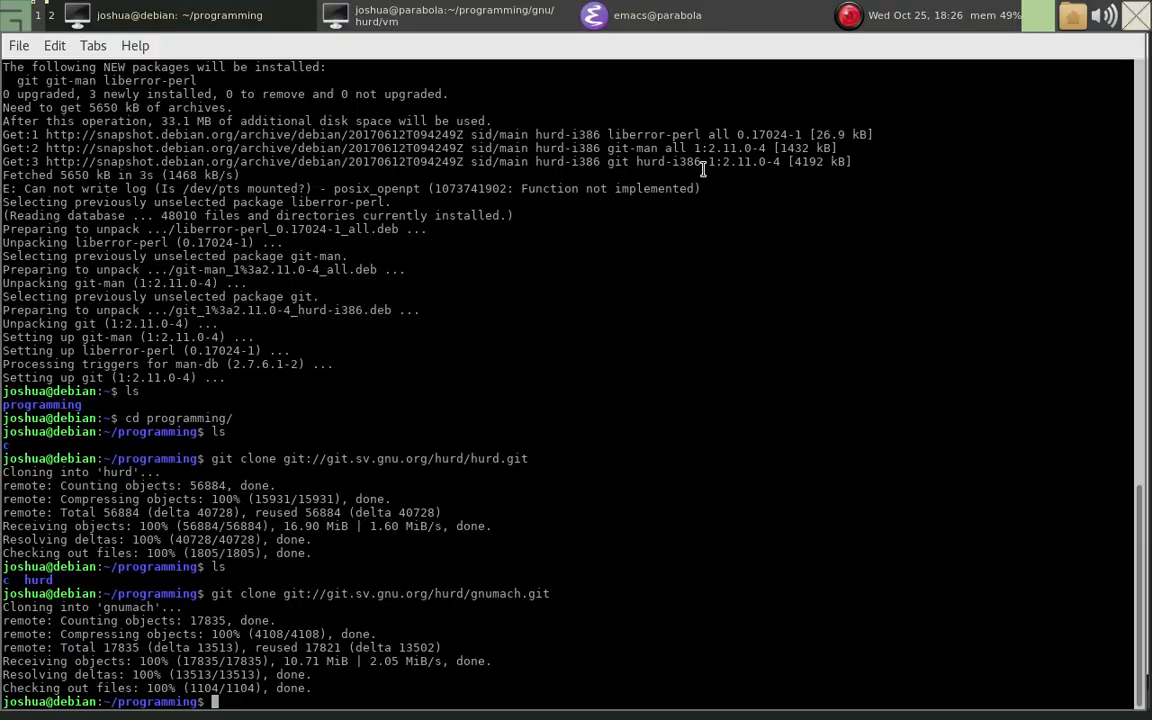 1 2 joshua@debian: ~/programming joshua@parabola:~/programming/gnu/
hurd/vm emacs@parabola Wed Oct 25, 18:26 mem 49%
File Edit Tabs Help
The following NEW packages will be installed:
  git git-man liberror-perl
0 upgraded, 3 newly installed, 0 to remove and 0 not upgraded.
Need to get 5650 kB of archives.
After this operation, 33.1 MB of additional disk space will be used.
Get:1 http://snapshot.debian.org/archive/debian/20170612T094249Z sid/main hurd-i386 liberror-perl all 0.17024-1 [26.9 kB]
Get:2 http://snapshot.debian.org/archive/debian/20170612T094249Z sid/main hurd-i386 git-man all 1:2.11.0-4 [1432 kB]
Get:3 http://snapshot.debian.org/archive/debian/20170612T094249Z sid/main hurd-i386 git hurd-i386 1:2.11.0-4 [4192 kB]
Fetched 5650 kB in 3s (1468 kB/s)
E: Can not write log (Is /dev/pts mounted?) - posix_openpt (1073741902: Function not implemented)
Selecting previously unselected package liberror-perl.
(Reading database ... 48010 files and directories currently installed.)
Preparing to unpack .../liberror-perl_0.17024-1_all.deb ...
Unpacking liberror-perl (0.17024-1) ...
Selecting previously unselected package git-man.
Preparing to unpack .../git-man_1%3a2.11.0-4_all.deb ...
Unpacking git-man (1:2.11.0-4) ...
Selecting previously unselected package git.
Preparing to unpack .../git_1%3a2.11.0-4_hurd-i386.deb ...
Unpacking git (1:2.11.0-4) ...
Setting up git-man (1:2.11.0-4) ...
Setting up liberror-perl (0.17024-1) ...
Processing triggers for man-db (2.7.6.1-2) ...
Setting up git (1:2.11.0-4) ...
joshua@debian:~$ ls
programming
joshua@debian:~$ cd programming/
joshua@debian:~/programming$ ls
c
joshua@debian:~/programming$ git clone git://git.sv.gnu.org/hurd/hurd.git
Cloning into 'hurd'...
remote: Counting objects: 56884, done.
remote: Compressing objects: 100% (15931/15931), done.
remote: Total 56884 (delta 40728), reused 56884 (delta 40728)
Receiving objects: 100% (56884/56884), 16.90 MiB | 1.60 MiB/s, done.
Resolving deltas: 100% (40728/40728), done.
Checking out files: 100% (1805/1805), done.
joshua@debian:~/programming$ ls
c  hurd
joshua@debian:~/programming$ git clone git://git.sv.gnu.org/hurd/gnumach.git
Cloning into 'gnumach'...
remote: Counting objects: 17835, done.
remote: Compressing objects: 100% (4108/4108), done.
remote: Total 17835 (delta 13513), reused 17821 (delta 13502)
Receiving objects: 100% (17835/17835), 10.71 MiB | 2.05 MiB/s, done.
Resolving deltas: 100% (13513/13513), done.
Checking out files: 100% (1104/1104), done.
joshua@debian:~/programming$